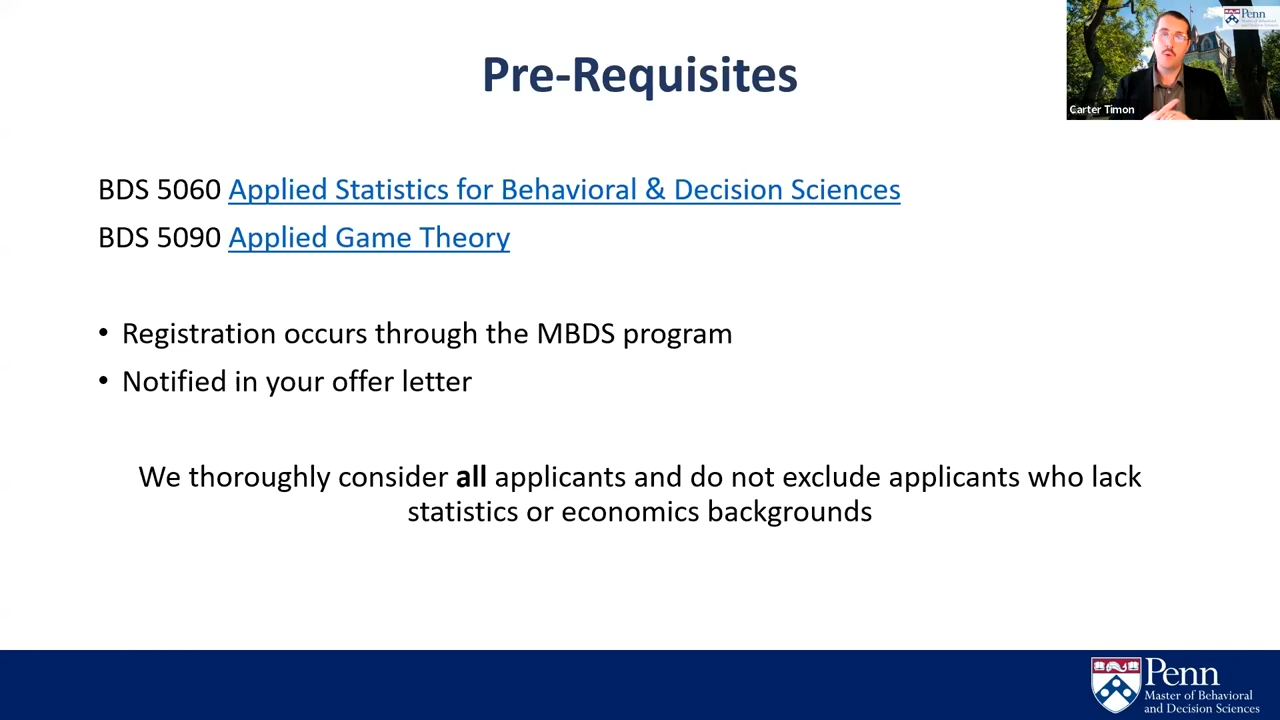 Pre-Requisites
Penn
Carter Timon
BDS 5060 Applied Statistics for Behavioral & Decision Sciences
BDS 5090 Applied Game Theory
• Registration occurs through the MBDS program
• Notified in your offer letter
We thoroughly consider all applicants and do not exclude applicants who lack
statistics or economics backgrounds
Penn
Master of Behavioral
and Decision Sciences